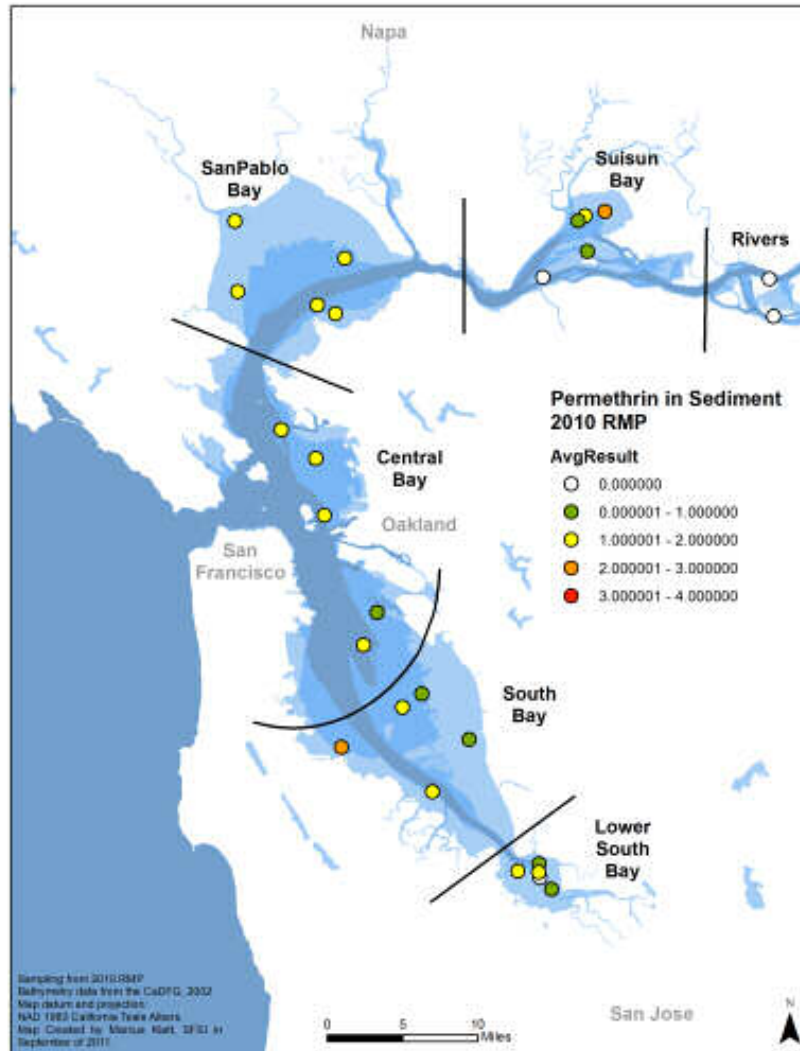 Napa
SanPablo
Bay
Suisun
Bay
Rivers
Permethrin in Sediment
2010 RMP
AvgResult
0.000000
0.000001 - 1.000000
1.000001 - 2.000000
2.000001 - 3.000000
3.000001 - 4.000000
Central
Bay
Oakland
San
Francisco
South
Bay
Lower
South
Bay
Sampling from 2010 RMP
Bathymetry data from the CaDFG, 2002
Map datum and projection:
NAD 1983 California Teale Albers
Map Created by Marcus Klatt, SFEI in
September of 2011
San Jose
N
0 5 10
Miles